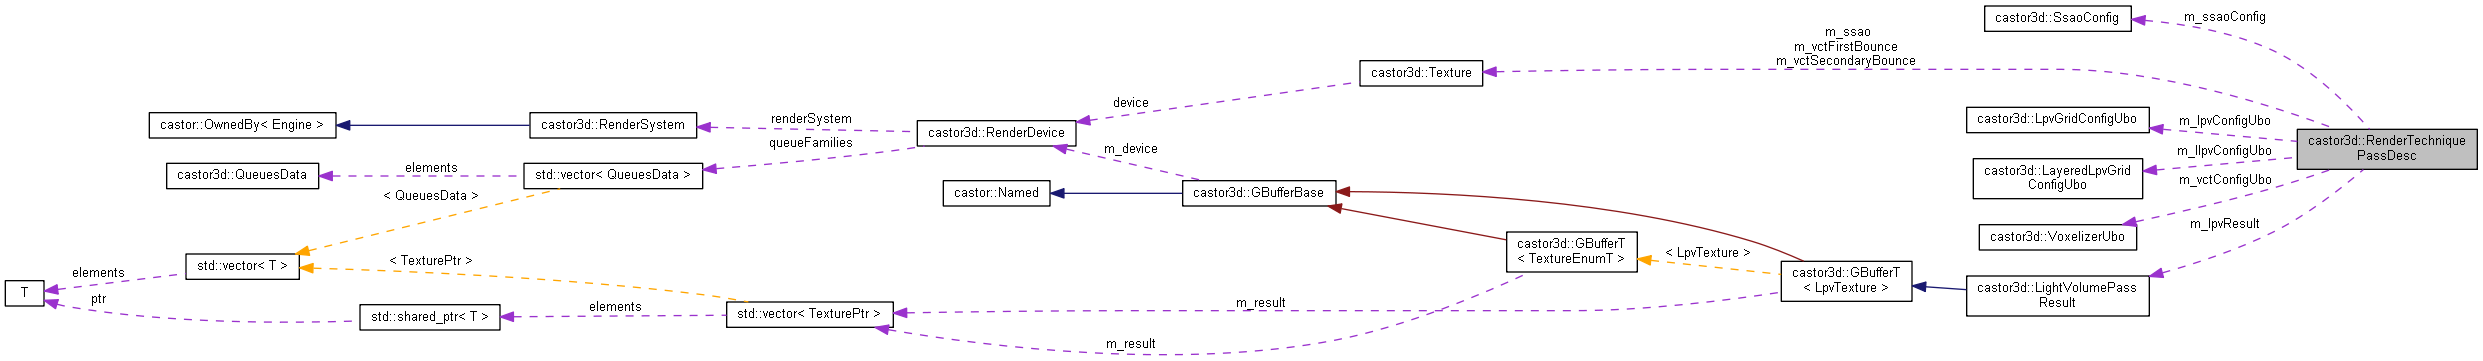 castor3d::SsaoConfig
m_ssaoConfig
m_ssao
m_vctFirstBounce
m_vctSecondaryBounce
castor3d::Texture
device
castor.::OwnedBy< Engine >
castor3d::RenderSystem
renderSystem
castor3d::RenderDevice
queueFamilies
castor3d::LpvGridConfigUbo
m_lpvConfigUbo
castor3d::RenderTechnique
PassDesc
m_llpvConfigUbo
castor3d::LayeredLpvGrid
ConfigUbo
m_vctConfigUbo
m_device
castor3d::QueuesData
elements
std::vector< QueuesData >
< QueuesData >
castor::Named
castor3d::GBufferBase
castor3d::VoxelizerUbo
m_lpvResult
castor3d::GBufferT
< TextureEnumT >
< LpvTexture >
castor3d::GBufferT
< LpvTexture >
castor3d::LightVolumePass
Result
std::vector< T >
< TexturePtr >
elements
T
ptr
std::shared_ptr< T >
elements
std::vector< TexturePtr >
m_result
m_result